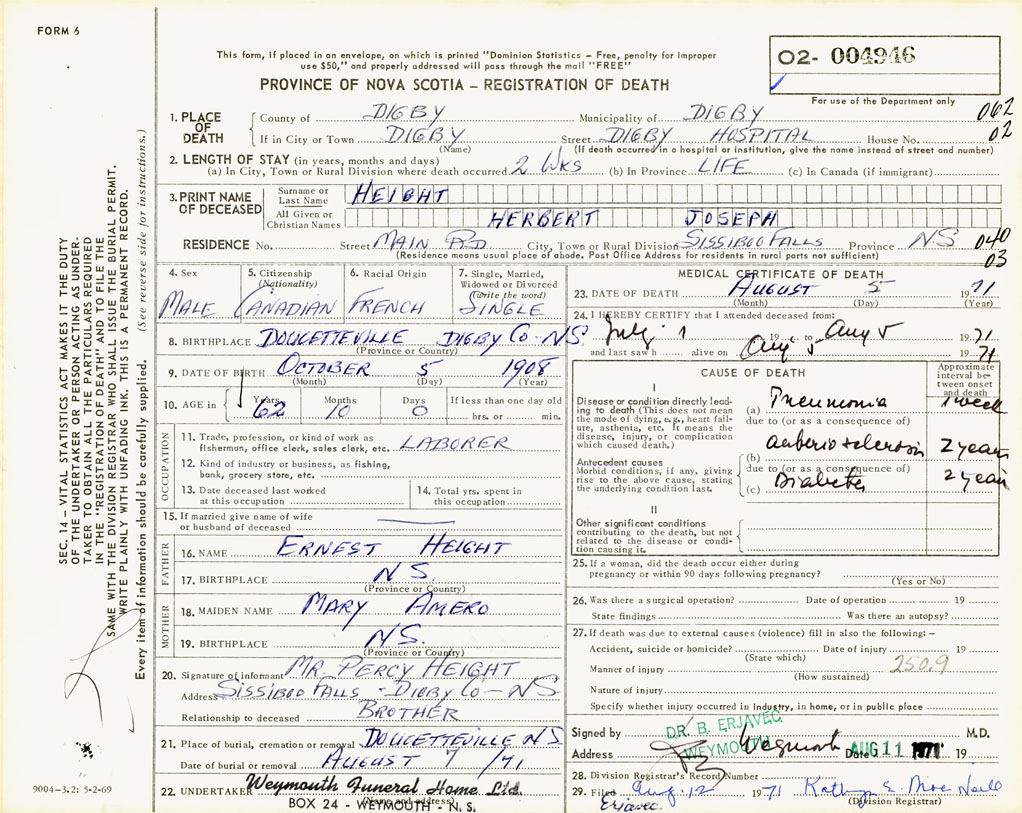 FORM 6
This form, if placed in an envelope, on which is printed "Dominion Statistics – Free, penalty for improper
use $50," and properly addressed will pass through the mail "FREE"
PROVINCE OF NOVA SCOTIA – REGISTRATION OF DEATH
02- 004946
For use of the Department only
062
02
1. PLACE OF DEATH
County of DIGBY Municipality of DIGBY
If in City or Town DIGBY Street DIGBY HOSPITAL House No.
(Name) (If death occurred in a hospital or institution, give the name instead of street and number)
2. LENGTH OF STAY (in years, months and days)
(a) In City, Town or Rural Division where death occurred 2 WKS (b) In Province LIFE (c) In Canada (if immigrant)
3. PRINT NAME OF DECEASED
Surname or Last Name HEIGHT
All Given or Christian Names HERBERT JOSEPH
RESIDENCE No. Street MAIN RD City, Town or Rural Division SISSIBOO FALLS Province NS
(Residence means usual place of abode. Post Office Address for residents in rural parts not sufficient)
040
03
4. Sex MALE
5. Citizenship (Nationality) CANADIAN
6. Racial Origin FRENCH
7. Single, Married, Widowed or Divorced (write the word) SINGLE
8. BIRTHPLACE DOUCETTEVILLE DIGBY CO – NS
(Province or Country)
9. DATE OF BIRTH OCTOBER 5 1908
(Month) (Day) (Year)
10. AGE in Years 62 Months 10 Days 0 If less than one day old hrs. or min.
OCCUPATION
11. Trade, profession, or kind of work as
fisherman, office clerk, sales clerk, etc. LABORER
12. Kind of industry or business, as fishing,
bank, grocery store, etc.
13. Date deceased last worked
at this occupation
14. Total yrs. spent in
this occupation
15. If married give name of wife
or husband of deceased
FATHER
16. NAME ERNEST HEIGHT
17. BIRTHPLACE NS.
(Province or Country)
MOTHER
18. MAIDEN NAME MARY AMERO
19. BIRTHPLACE NS.
(Province or Country)
20. Signature of informant MR. PERCY HEIGHT
Address SISSIBOO FALLS - DIGBY CO – NS
Relationship to deceased BROTHER
21. Place of burial, cremation or removal DOUCETTEVILLE NS
Date of burial or removal AUGUST 7 /71
22. UNDERTAKER Weymouth Funeral Home Ltd.
(Name and address)
BOX 24 - WEYMOUTH - N. S.
MEDICAL CERTIFICATE OF DEATH
23. DATE OF DEATH AUGUST 5 1971
(Month) (Day) (Year)
24. I HEREBY CERTIFY that I attended deceased from:
July 1 19 to Aug 5 1971
and last saw h alive on Aug 5 1971
CAUSE OF DEATH
Approximate interval between onset and death
I
Disease or condition directly leading to death (This does not mean
the mode of dying, e.g., heart failure, asthenia, etc. It means the
disease, injury, or complication
which caused death.)
(a) Pneumonia 1 week
due to (or as a consequence of)
Antecedent causes
Morbid conditions, if any, giving
rise to the above cause, stating
the underlying condition last.
(b) 2 years
due to (or as a consequence of)
(c) Diabetes 2 years
II
Other significant conditions
contributing to the death, but not
related to the disease or condition causing it.
25. If a woman, did the death occur either during
pregnancy or within 90 days following pregnancy?
(Yes or No)
26. Was there a surgical operation? Date of operation 19
State findings Was there an autopsy?
27. If death was due to external causes (violence) fill in also the following:–
Accident, suicide or homicide? Date of injury 19
(State which)
Manner of injury 250.9
(How sustained)
Nature of injury
Specify whether injury occurred in industry, in home, or in public place
Signed by DR. B. ERJAVEC M.D.
Address WEYMOUTH Weymouth Date AUG 11 1971 19
28. Division Registrar's Record Number
29. Filed Aug. 12 1971 Kathryn E. Mac Neill
Erjavec (Division Registrar)
SEC. 14 – VITAL STATISTICS ACT MAKES IT THE DUTY
OF THE UNDERTAKER OR PERSON ACTING AS UNDER-
TAKER TO OBTAIN ALL THE PARTICULARS REQUIRED
IN THE "REGISTRATION OF DEATH" AND TO FILE THE
SAME WITH THE DIVISION REGISTRAR WHO SHALL ISSUE THE BURIAL PERMIT.
WRITE PLAINLY WITH UNFADING INK. THIS IS A PERMANENT RECORD.
Every item of information should be carefully supplied. (See reverse side for instructions.)
9004-3.2: 5-2-69